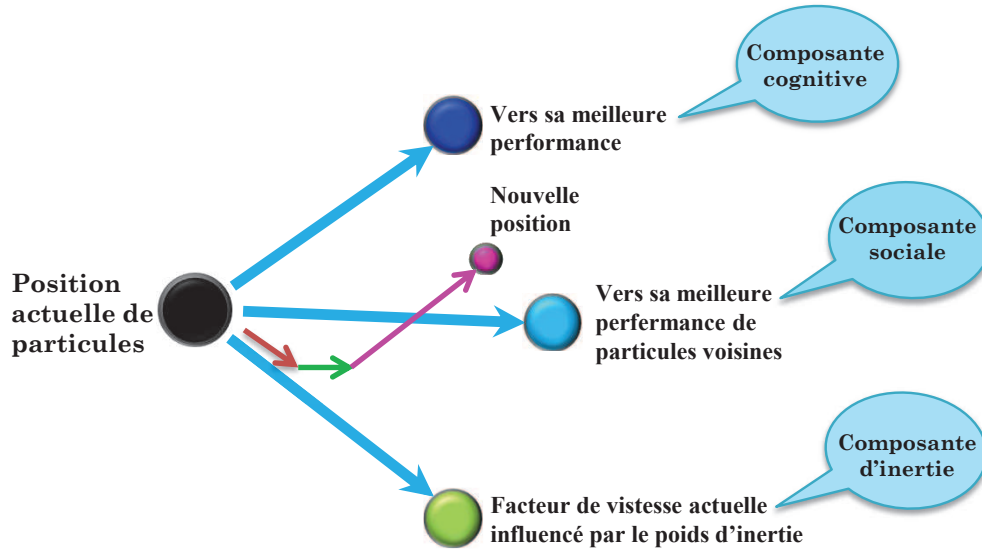 Composante
cognitive
Vers sa meilleure
performance
Nouvelle
position
Composante
sociale
Position
actuelle de
particules
Vers sa meilleure
perfermance de
particules voisines
Composante
d'inertie
Facteur de vistesse actuelle
influencé par le poids d'inertie